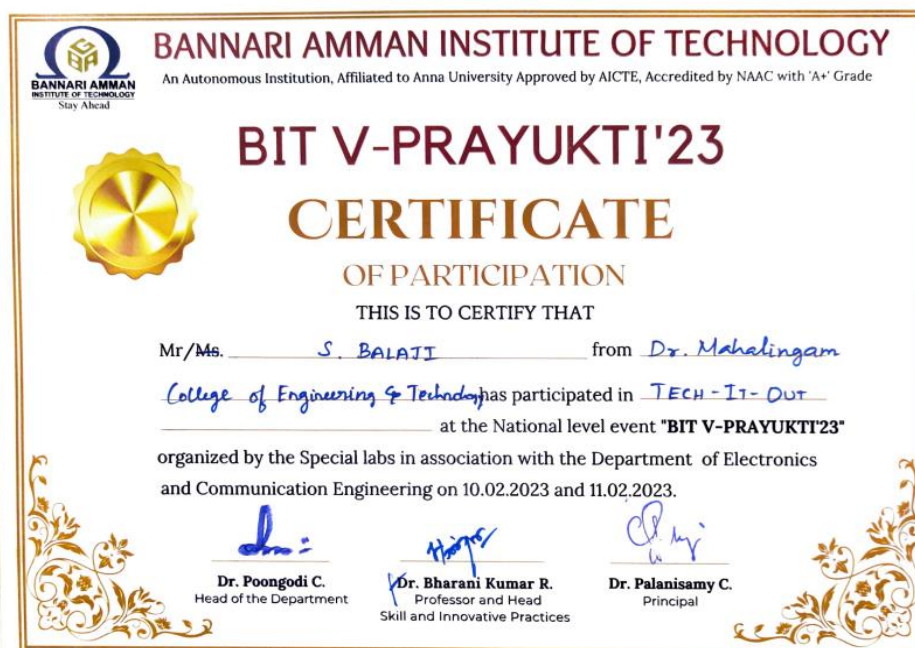 BANNARI AMMAN
INSTITUTE OF TECHNOLOGY
Stay Ahead
BANNARI AMMAN INSTITUTE OF TECHNOLOGY
An Autonomous Institution, Affiliated to Anna University Approved by AICTE, Accredited by NAAC with 'A+' Grade
BIT V-PRAYUKTI'23
CERTIFICATE
OF PARTICIPATION
THIS IS TO CERTIFY THAT
Mr/Ms. S. BALAJI from Dr. Mahalingam
College of Engineering & Technology has participated in TECH-IT-OUT
at the National level event "BIT V-PRAYUKTI'23"
organized by the Special labs in association with the Department of Electronics
and Communication Engineering on 10.02.2023 and 11.02.2023.
Dr. Poongodi C.
Head of the Department
Dr. Bharani Kumar R.
Professor and Head
Skill and Innovative Practices
Dr. Palanisamy C.
Principal